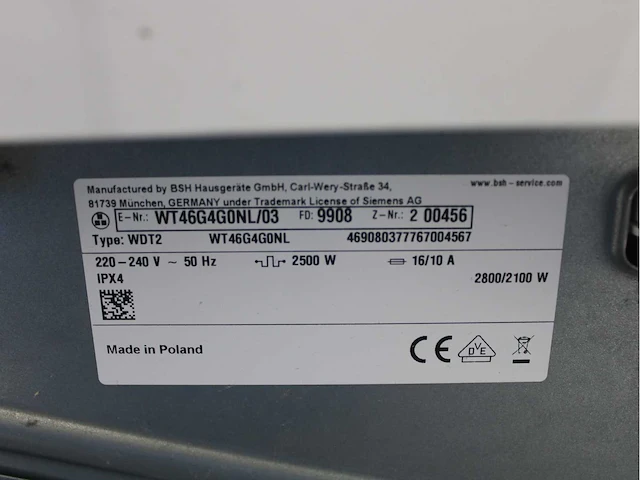 Manufactured by BSH Hausgeräte GmbH, Carl-Wery-Straße 34,
81739 München, GERMANY under Trademark License of Siemens AG
www.bsh-service.com
E-Nr.: WT46G4G0NL/03 FD: 9908 Z-Nr.: 2 00456
Type: WDT2 WT46G4G0NL 469080377767004567
220-240 V ~ 50 Hz 2500 W 16/10 A
IPX4 2800/2100 W
Made in Poland
CE DVE